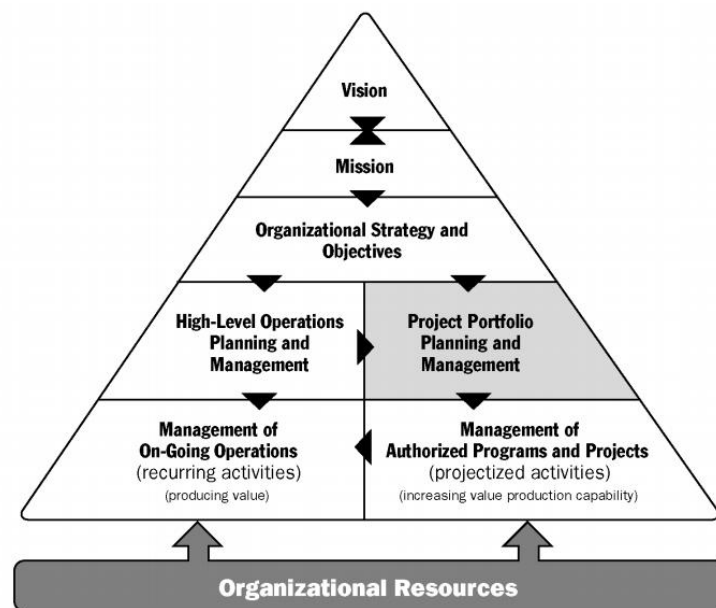 Vision
Mission
Organizational Strategy and
Objectives
High-Level Operations
Planning and
Management
Project Portfolio
Planning and
Management
Management of
On-Going Operations
(recurring activities)
(producing value)
Management of
Authorized Programs and Projects
(projectized activities)
(increasing value production capability)
Organizational Resources